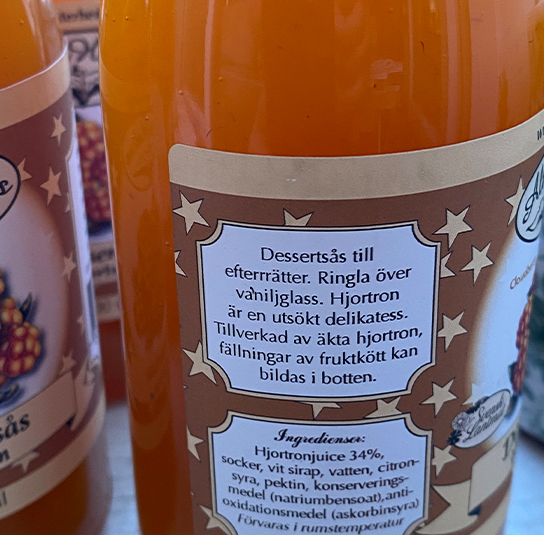 Dessertsås till
efterrrätter. Ringla över
vaniljglass. Hjortron
är en utsökt delikatess.
Tillverkad av äkta hjortron,
fällningar av fruktkött kan
bildas i botten.
Ingredienser:
Hjortronjuice 34%,
socker, vit sirap, vatten, citron-
syra, pektin, konserverings-
medel (natriumbensoat),anti-
oxidationsmedel (askorbinsyra)
Förvaras i rumstemperatur